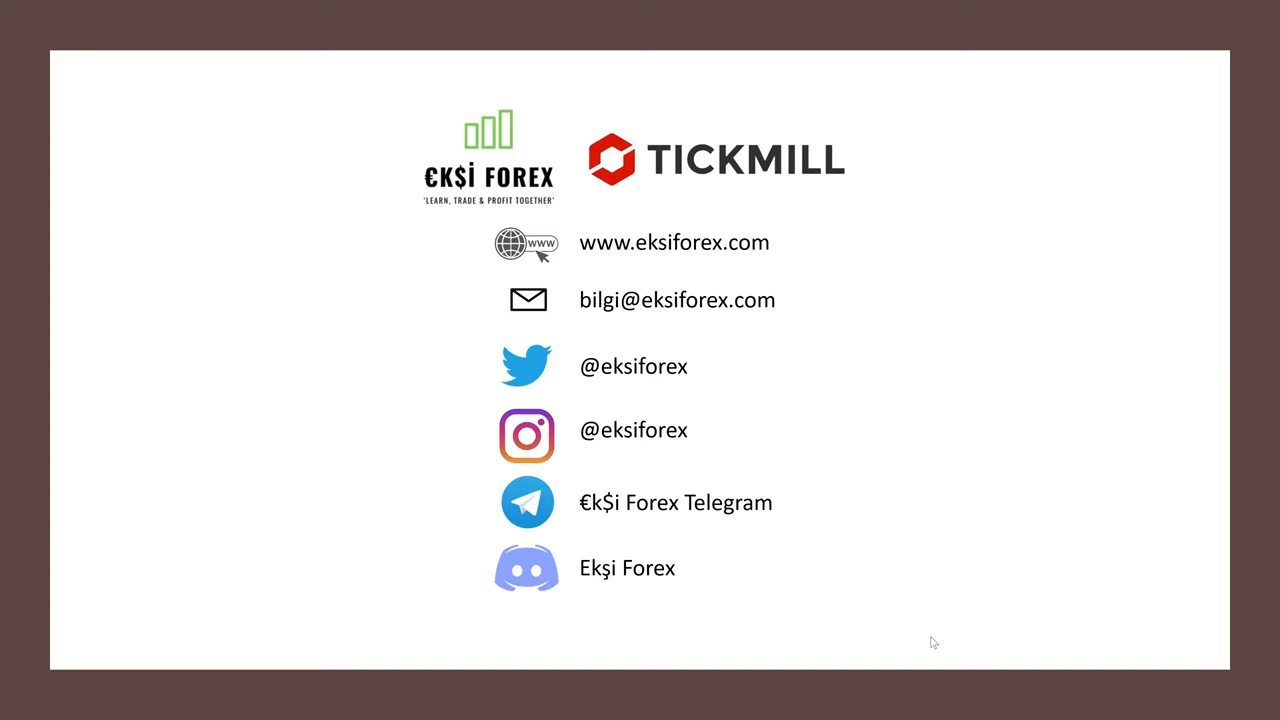 €K$İ FOREX
'LEARN, TRADE & PROFIT TOGETHER'
TICKMILL
www
www.eksiforex.com
bilgi@eksiforex.com
@eksiforex
@eksiforex
€k$i Forex Telegram
Ekşi Forex